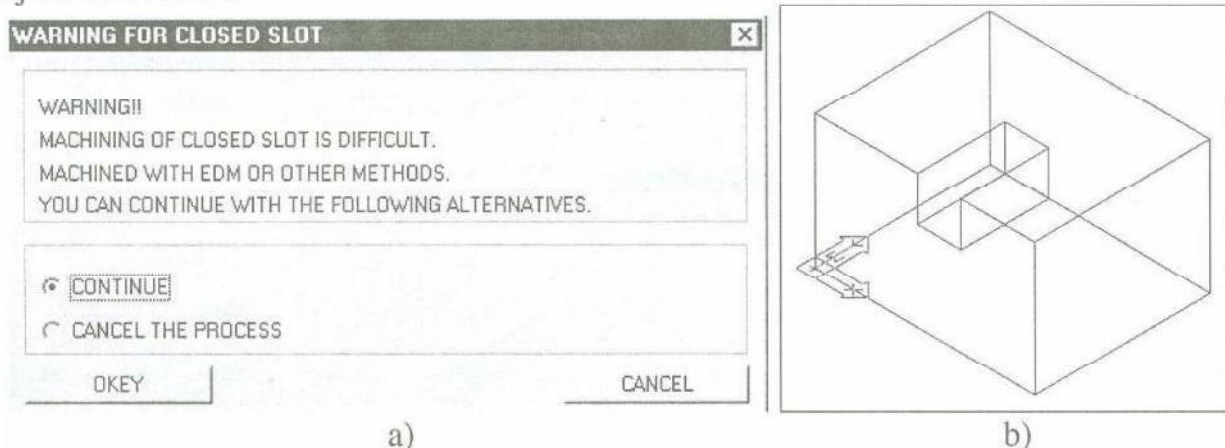 WARNING FOR CLOSED SLOT
WARNING!!
MACHINING OF CLOSED SLOT IS DIFFICULT.
MACHINED WITH EDM OR OTHER METHODS.
YOU CAN CONTINUE WITH THE FOLLOWING ALTERNATIVES.
CONTINUE
CANCEL THE PROCESS
OKEY CANCEL
a) b)